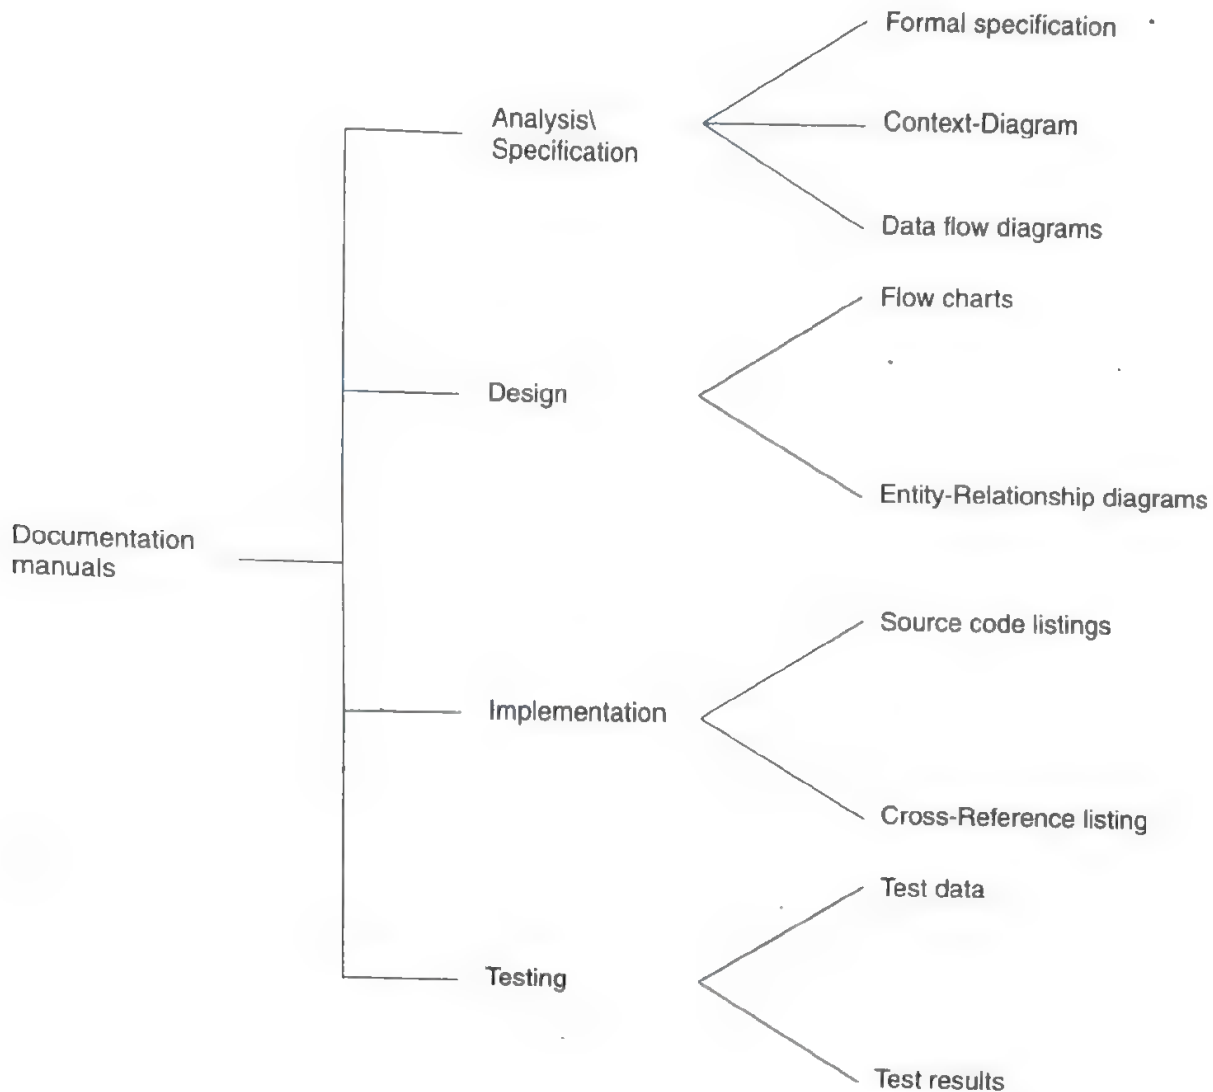 Formal specification
Analysis\
Specification
Context-Diagram
Data flow diagrams
Flow charts
Design
Entity-Relationship diagrams
Documentation
manuals
Source code listings
Implementation
Cross-Reference listing
Test data
Testing
Test results